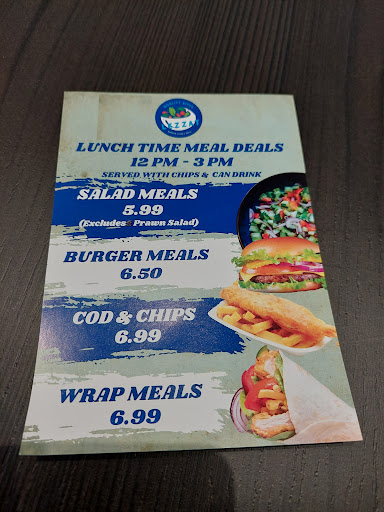 LUNCH TIME MEAL DEALS
12 PM - 3 PM
SERVED WITH CHIPS & CAN DRINK
SALAD MEALS
5.99
(Excludes Prawn Salad)
BURGER MEALS
6.50
COD & CHIPS
6.99
WRAP MEALS
6.99